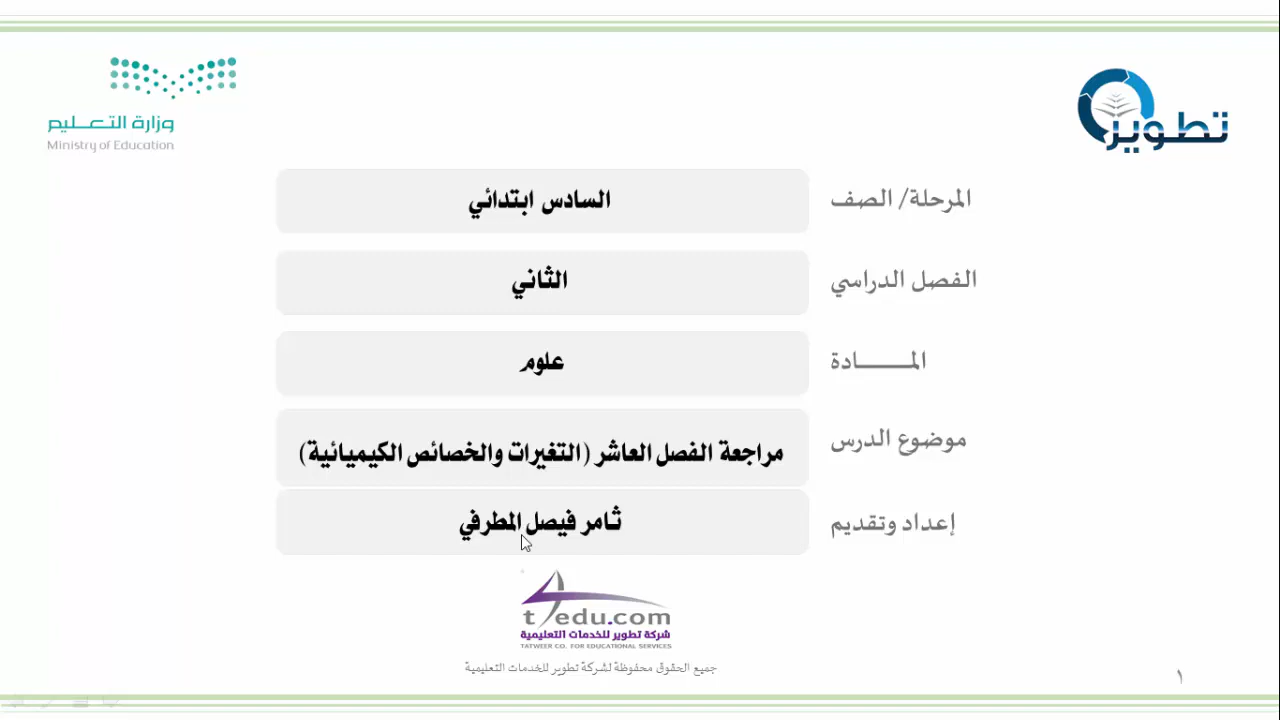 وزارة التعليم
Ministry of Education
تطوير
المرحلة/ الصف
السادس ابتدائي
الفصل الدراسي
الثاني
المــــــادة
علوم
موضوع الدرس
مراجعة الفصل العاشر (التغيرات والخصائص الكيميائية)
إعداد وتقديم
ثامر فيصل المطرفي
t4edu.com
شركة تطوير للخدمات التعليمية
TATWEER CO. FOR EDUCATIONAL SERVICES
جميع الحقوق محفوظة لشركة تطوير للخدمات التعليمية
١